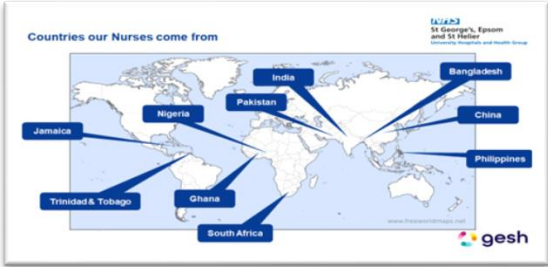 NHS
St George's, Epsom
and St Helier
University Hospitals and Health Group
Countries our Nurses come from
India
Bangladesh
Pakistan
Nigeria
China
Jamaica
Philippines
Trinidad & Tobago
Ghana
South Africa
www.freeworldmaps.net
gesh